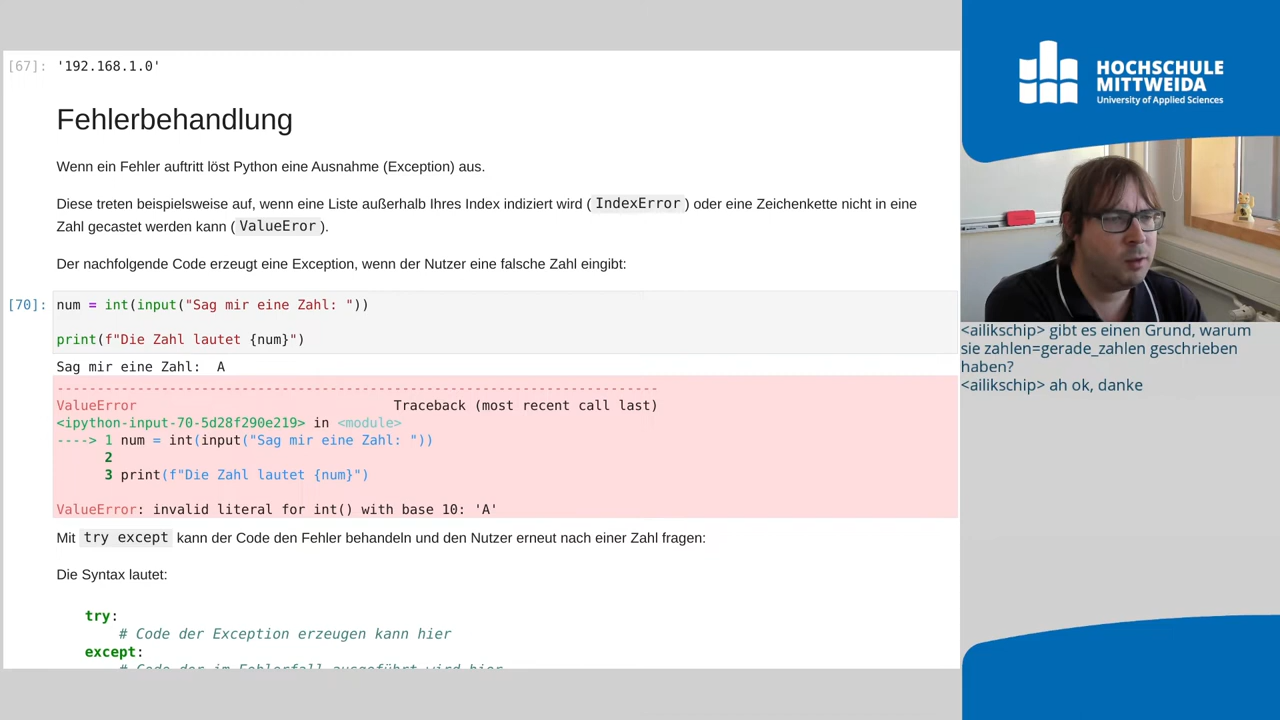 [67]: '192.168.1.0'
Fehlerbehandlung
Wenn ein Fehler auftritt löst Python eine Ausnahme (Exception) aus.
Diese treten beispielsweise auf, wenn eine Liste außerhalb Ihres Index indiziert wird ( IndexError ) oder eine Zeichenkette nicht in eine
Zahl gecastet werden kann ( ValueEror ).
Der nachfolgende Code erzeugt eine Exception, wenn der Nutzer eine falsche Zahl eingibt:
[70]: num = int(input("Sag mir eine Zahl: "))
print(f"Die Zahl lautet {num}")
Sag mir eine Zahl:  A
---------------------------------------------------------------------------
ValueError                                Traceback (most recent call last)
<ipython-input-70-5d28f290e219> in <module>
----> 1 num = int(input("Sag mir eine Zahl: "))
      2
      3 print(f"Die Zahl lautet {num}")
ValueError: invalid literal for int() with base 10: 'A'
Mit try except kann der Code den Fehler behandeln und den Nutzer erneut nach einer Zahl fragen:
Die Syntax lautet:
try:
    # Code der Exception erzeugen kann hier
except:
    # Code der im Fehlerfall ausgeführt wird hier
HOCHSCHULE
MITTWEIDA
University of Applied Sciences
<ailikschip> gibt es einen Grund, warum
sie zahlen=gerade_zahlen geschrieben
haben?
<ailikschip> ah ok, danke